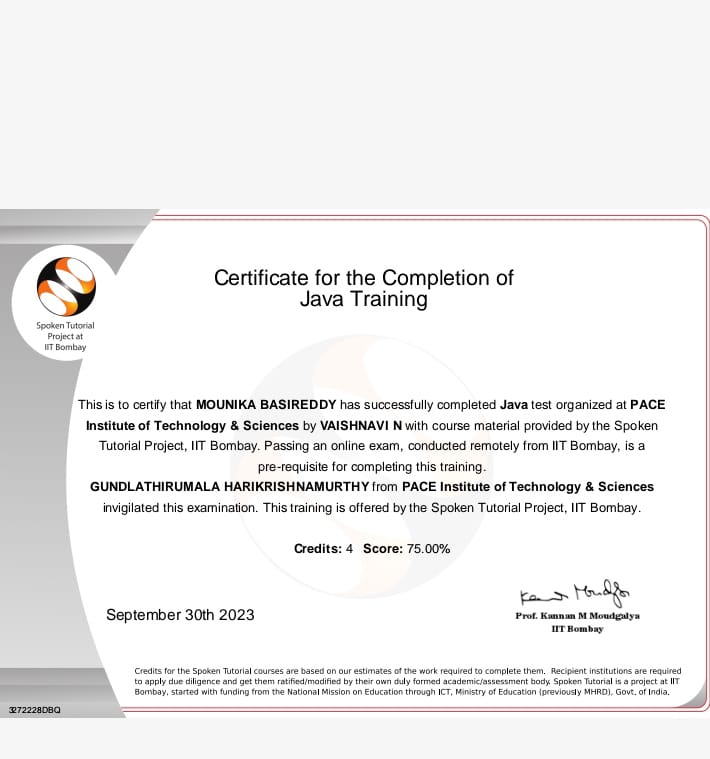 Certificate for the Completion of
Java Training
Spoken Tutorial
Project at
IIT Bombay
This is to certify that MOUNIKA BASIREDDY has successfully completed Java test organized at PACE
Institute of Technology & Sciences by VAISHNAVI N with course material provided by the Spoken
Tutorial Project, IIT Bombay. Passing an online exam, conducted remotely from IIT Bombay, is a
pre-requisite for completing this training.
GUNDLATHIRUMALA HARIKRISHNAMURTHY from PACE Institute of Technology & Sciences
invigilated this examination. This training is offered by the Spoken Tutorial Project, IIT Bombay.
Credits: 4 Score: 75.00%
September 30th 2023
Prof. Kannan M Moudgalya
IIT Bombay
Credits for the Spoken Tutorial courses are based on our estimates of the work required to complete them. Recipient institutions are required
to apply due diligence and get them ratified/modified by their own duly formed academic/assessment body. Spoken Tutorial is a project at IIT
Bombay, started with funding from the National Mission on Education through ICT, Ministry of Education (previously MHRD), Govt. of India.
3272228DBQ